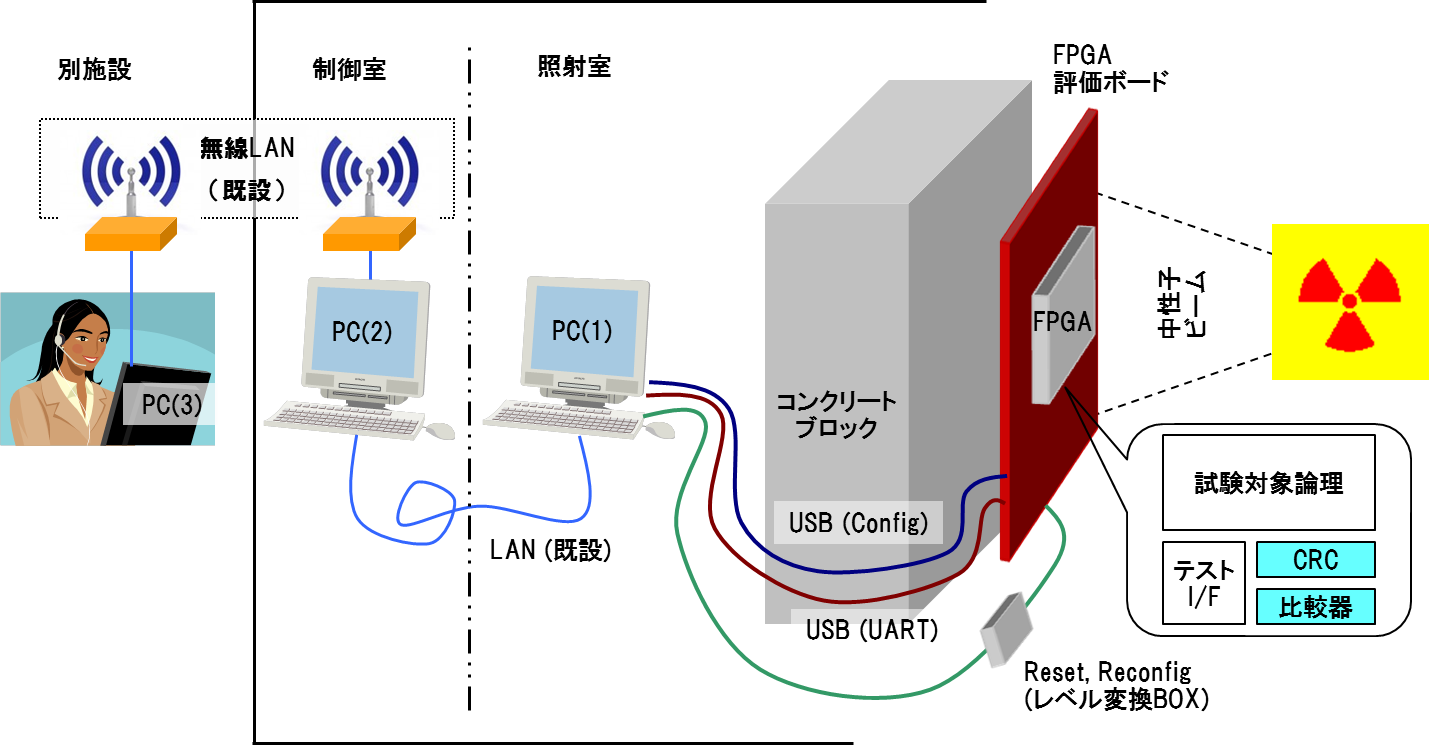 別施設
制御室
照射室
FPGA
評価ボード
無線LAN
(既設)
PC(3)
PC(2)
PC(1)
コンクリート
ブロック
FPGA
中性子
ビーム
USB (Config)
LAN (既設)
USB (UART)
試験対象論理
テスト
I/F
CRC
比較器
Reset, Reconfig
(レベル変換BOX)